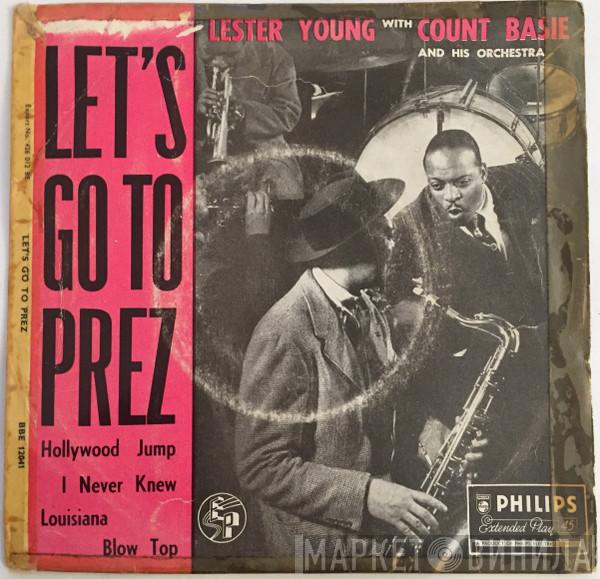 LESTER YOUNG WITH COUNT BASIE
AND HIS ORCHESTRA
LET'S
GO TO
PREZ
Hollywood Jump
I Never Knew
Louisiana
Blow Top
LET'S GO TO PREZ
BBE 12041
PHILIPS
Extended Play 45
МАРКЕТ ВИНИЛА